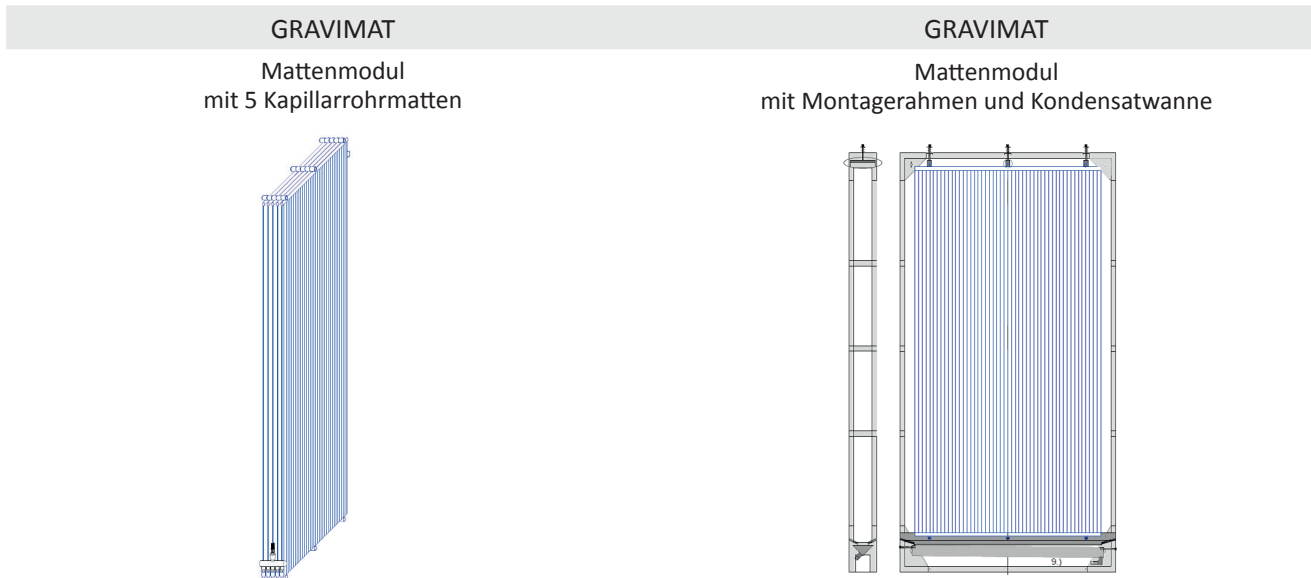 GRAVIMAT
Mattenmodul
mit 5 Kapillarrohrmatten
GRAVIMAT
Mattenmodul
mit Montagerahmen und Kondensatwanne
9.)